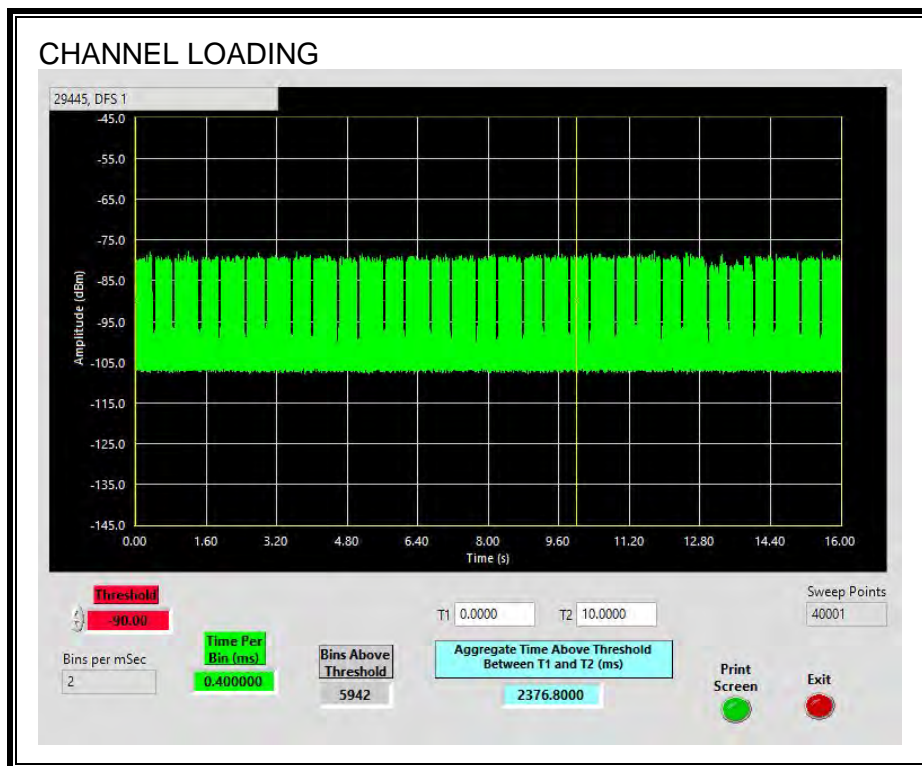 CHANNEL LOADING
29445, DFS 1
-45.0
-55.0
-65.0
-75.0
-85.0
-95.0
-105.0
-115.0
-125.0
-135.0
-145.0
Amplitude (dBm)
0.00 1.60 3.20 4.80 6.40 8.00 9.60 11.20 12.80 14.40 16.00
Time (s)
Threshold
-90.00
Bins per mSec
2
Time Per
Bin (ms)
0.400000
Bins Above
Threshold
5942
T1 0.0000 T2 10.0000
Aggregate Time Above Threshold
Between T1 and T2 (ms)
2376.8000
Sweep Points
40001
Print
Screen
Exit